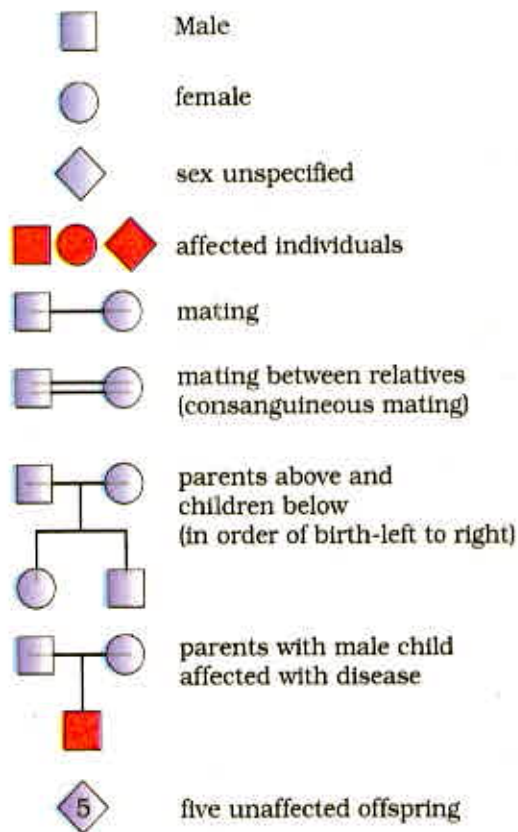 Male
female
sex unspecified
affected individuals
mating
mating between relatives
(consanguineous mating)
parents above and
children below
(in order of birth-left to right)
parents with male child
affected with disease
5 five unaffected offspring